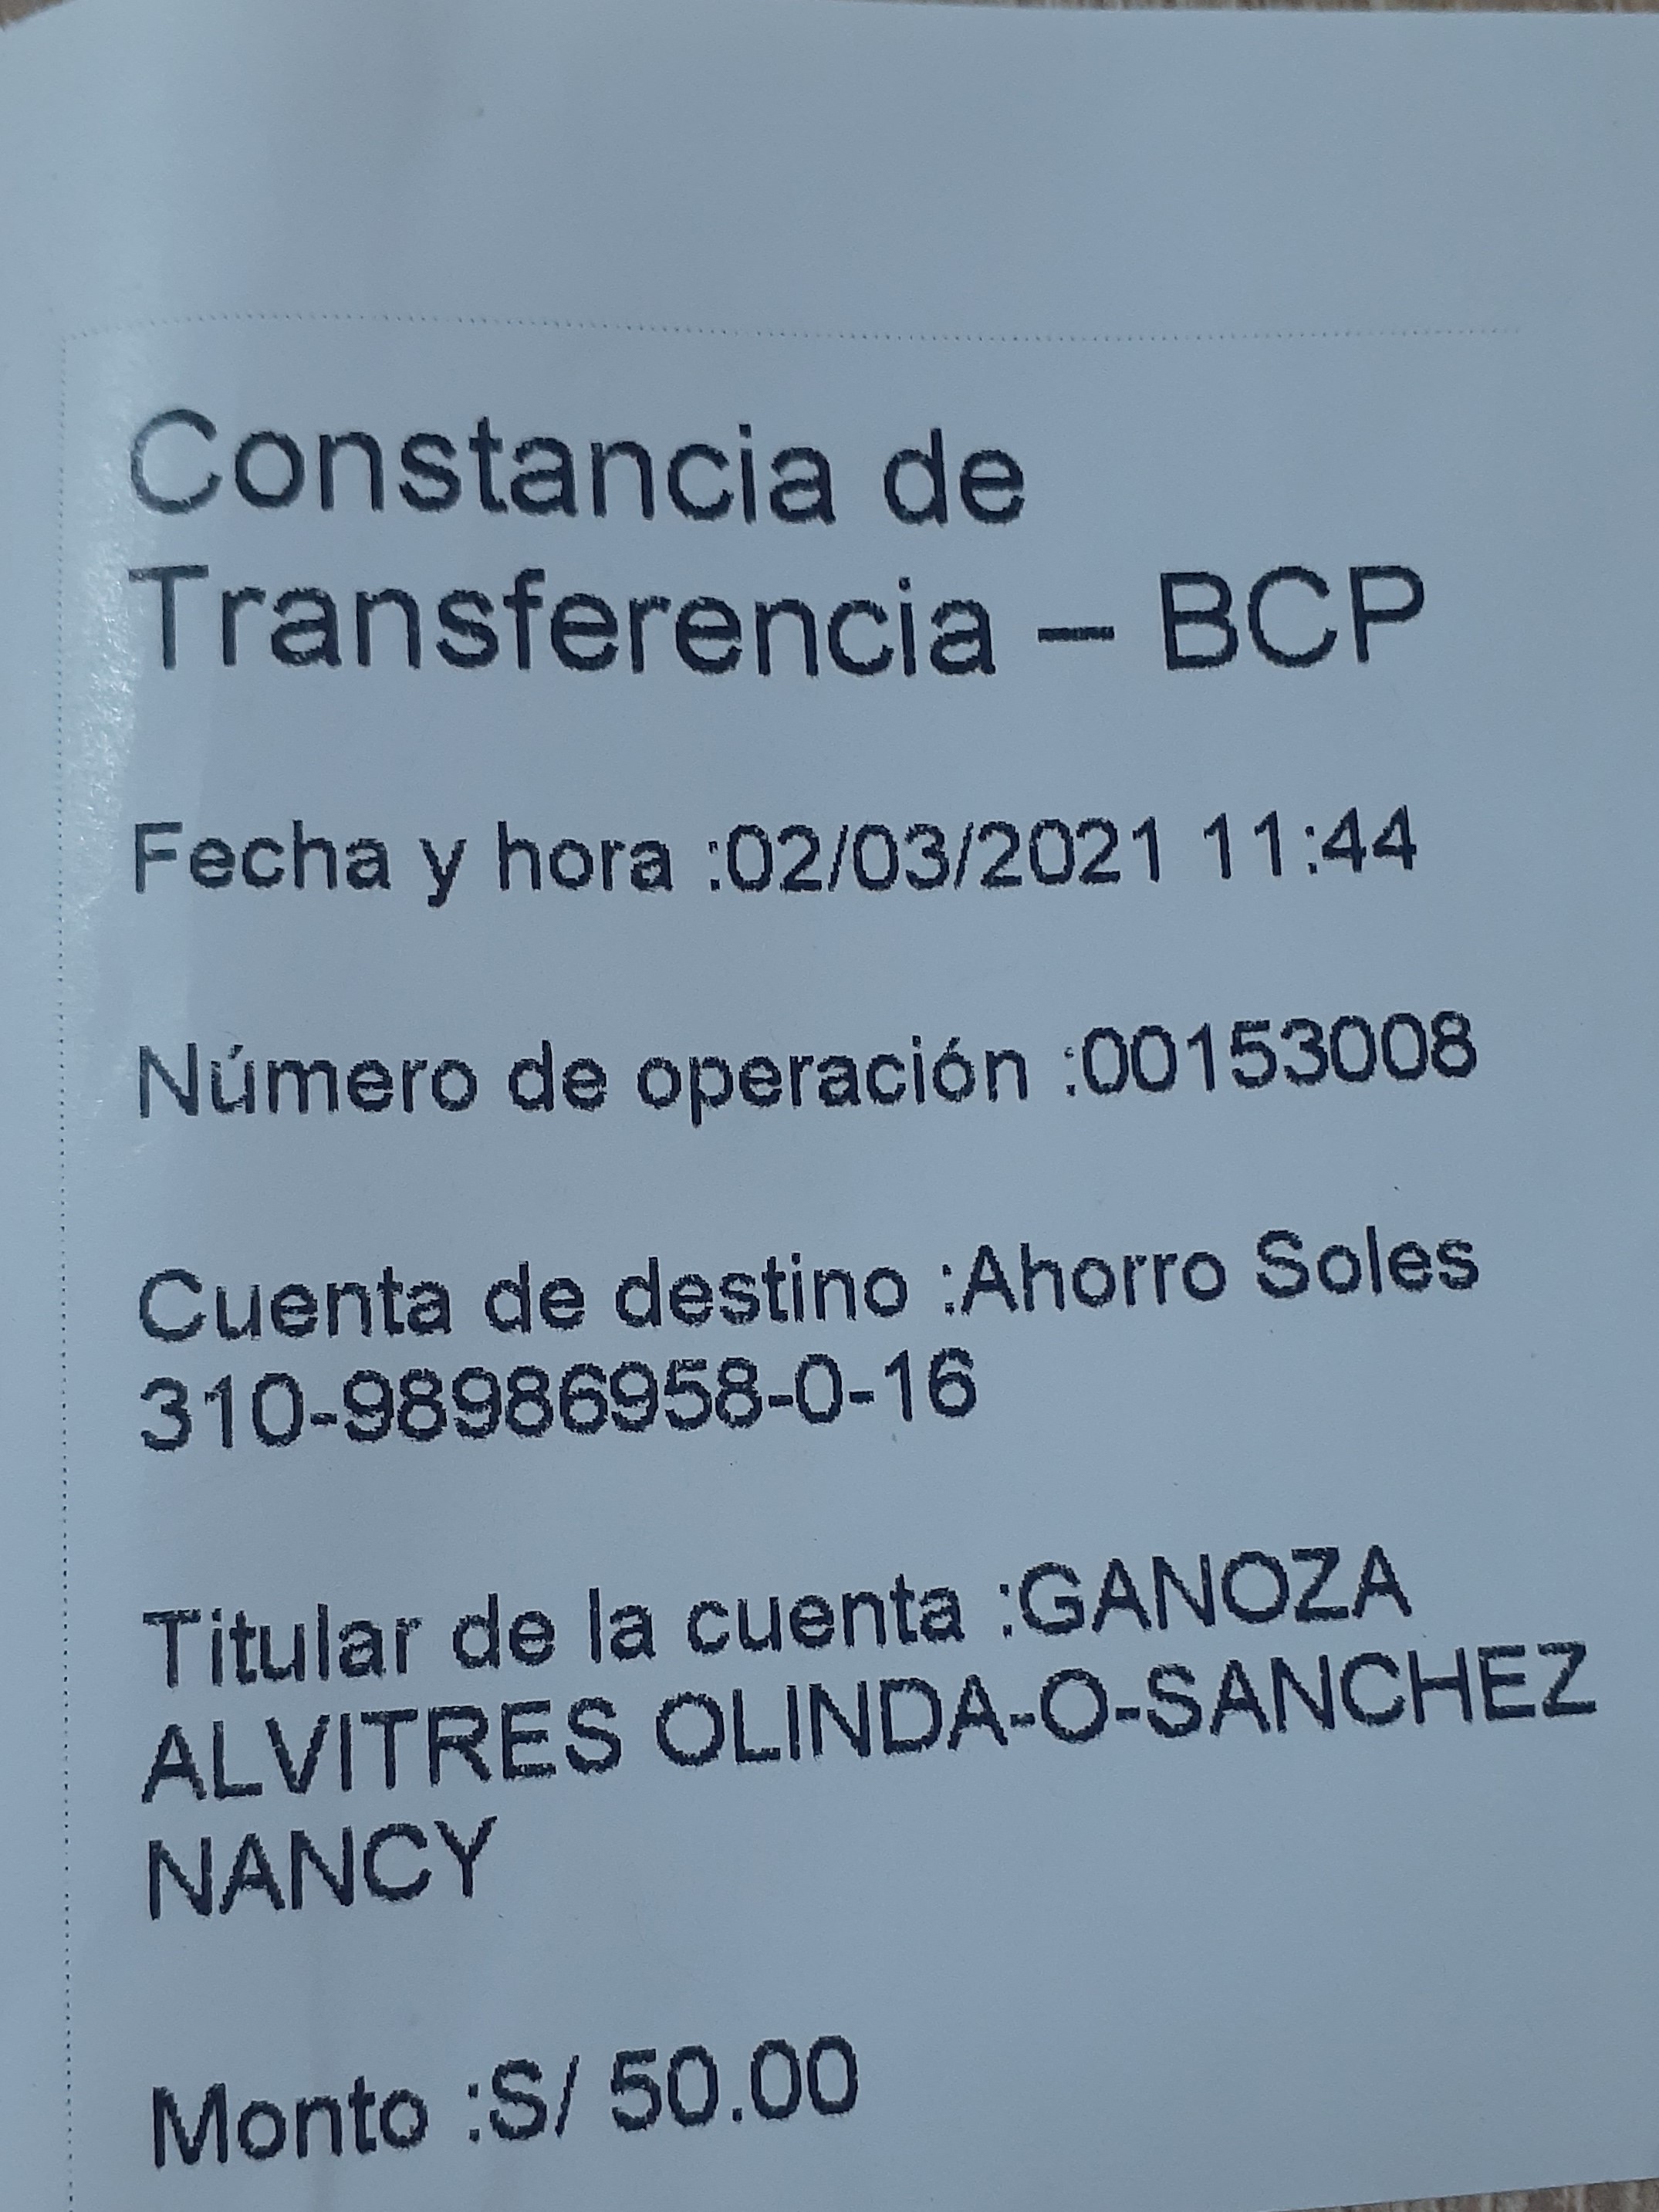 Constancia de
Transferencia – BCP
Fecha y hora :02/03/2021 11:44
Número de operación :00153008
Cuenta de destino :Ahorro Soles
310-98986958-0-16
Titular de la cuenta :GANOZA
ALVITRES OLINDA-O-SANCHEZ
NANCY
Monto :S/ 50.00